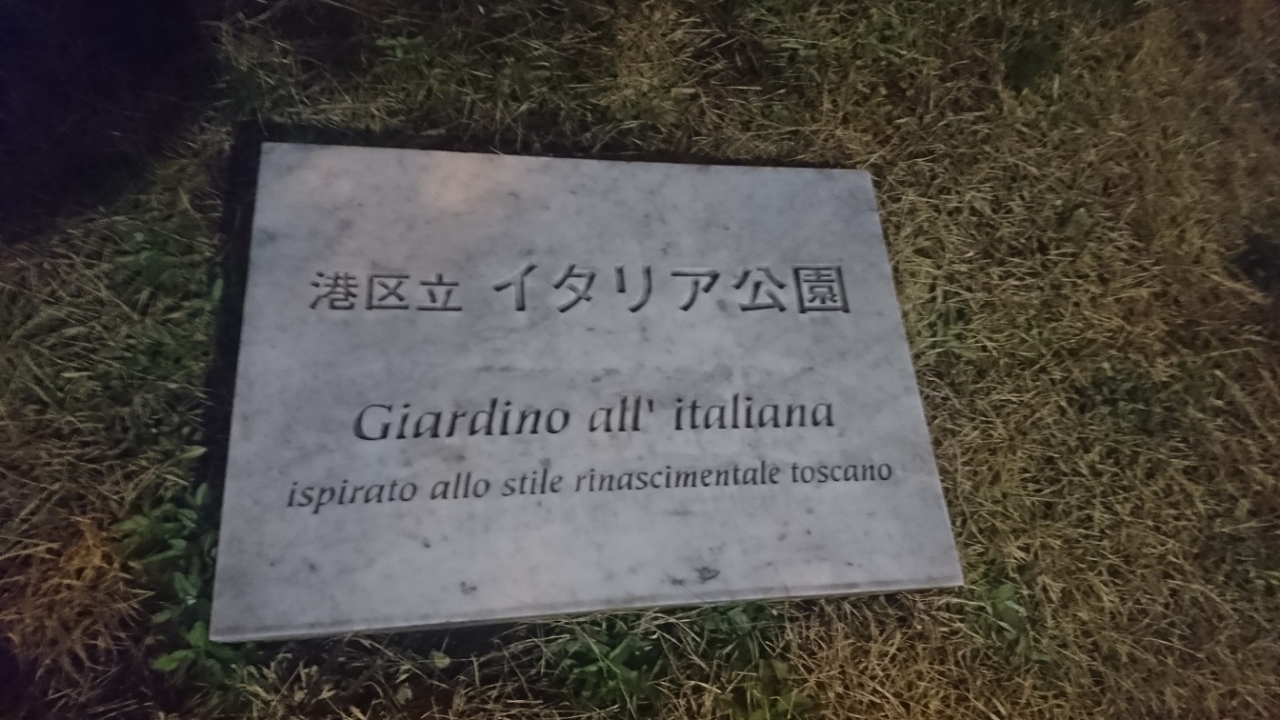 港区立 イタリア公園
Giardino all' italiana
ispirato allo stile rinascimentale toscano